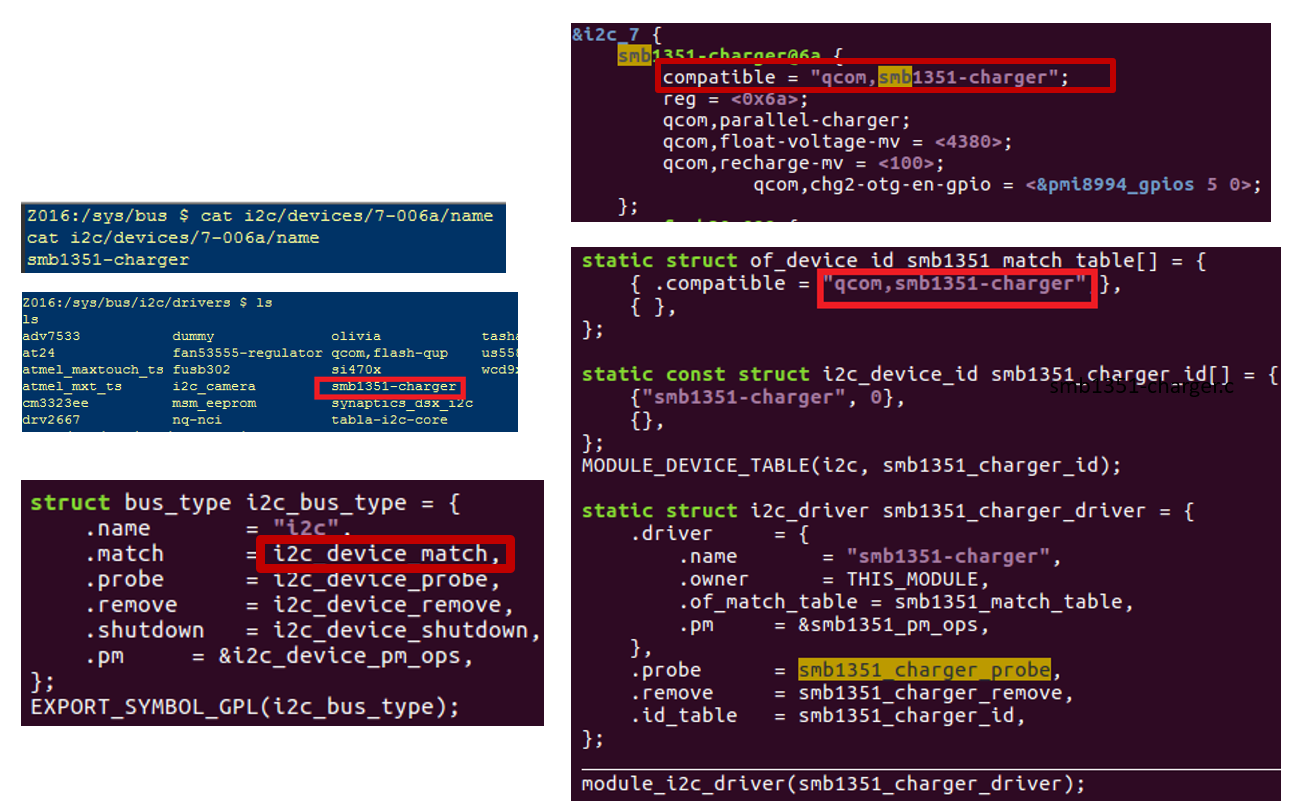 Z016:/sys/bus $ cat i2c/devices/7-006a/name
cat i2c/devices/7-006a/name
smb1351-charger
Z016:/sys/bus/i2c/drivers $ ls
ls
adv7533 dummy olivia
at24 fan53555-regulator qcom,flash-qup
atmel_maxtouch_ts fusb302 si470x
atmel_mxt_ts i2c_camera smb1351-charger
cm3323ee msm_eeprom synaptics_dsx_i2c
drv2667 nq-nci tabla-i2c-core
struct bus_type i2c_bus_type = {
.name = "i2c",
.match = i2c_device_match,
.probe = i2c_device_probe,
.remove = i2c_device_remove,
.shutdown = i2c_device_shutdown,
.pm = &i2c_device_pm_ops,
};
EXPORT_SYMBOL_GPL(i2c_bus_type);
&i2c_7 {
smb1351-charger@6a {
compatible = "qcom,smb1351-charger";
reg = <0x6a>;
qcom,parallel-charger;
qcom,float-voltage-mv = <4380>;
qcom,recharge-mv = <100>;
qcom,chg2-otg-en-gpio = <&pmi8994_gpios 5 0>;
};
static struct of_device_id smb1351_match_table[] = {
{ .compatible = "qcom,smb1351-charger",},
{ },
};
static const struct i2c_device_id smb1351_charger_id[] = {
smb1351-charger.c
{"smb1351-charger", 0},
{},
};
MODULE_DEVICE_TABLE(i2c, smb1351_charger_id);
static struct i2c_driver smb1351_charger_driver = {
.driver = {
.name = "smb1351-charger",
.owner = THIS_MODULE,
.of_match_table = smb1351_match_table,
.pm = &smb1351_pm_ops,
},
.probe = smb1351_charger_probe,
.remove = smb1351_charger_remove,
.id_table = smb1351_charger_id,
};
module_i2c_driver(smb1351_charger_driver);